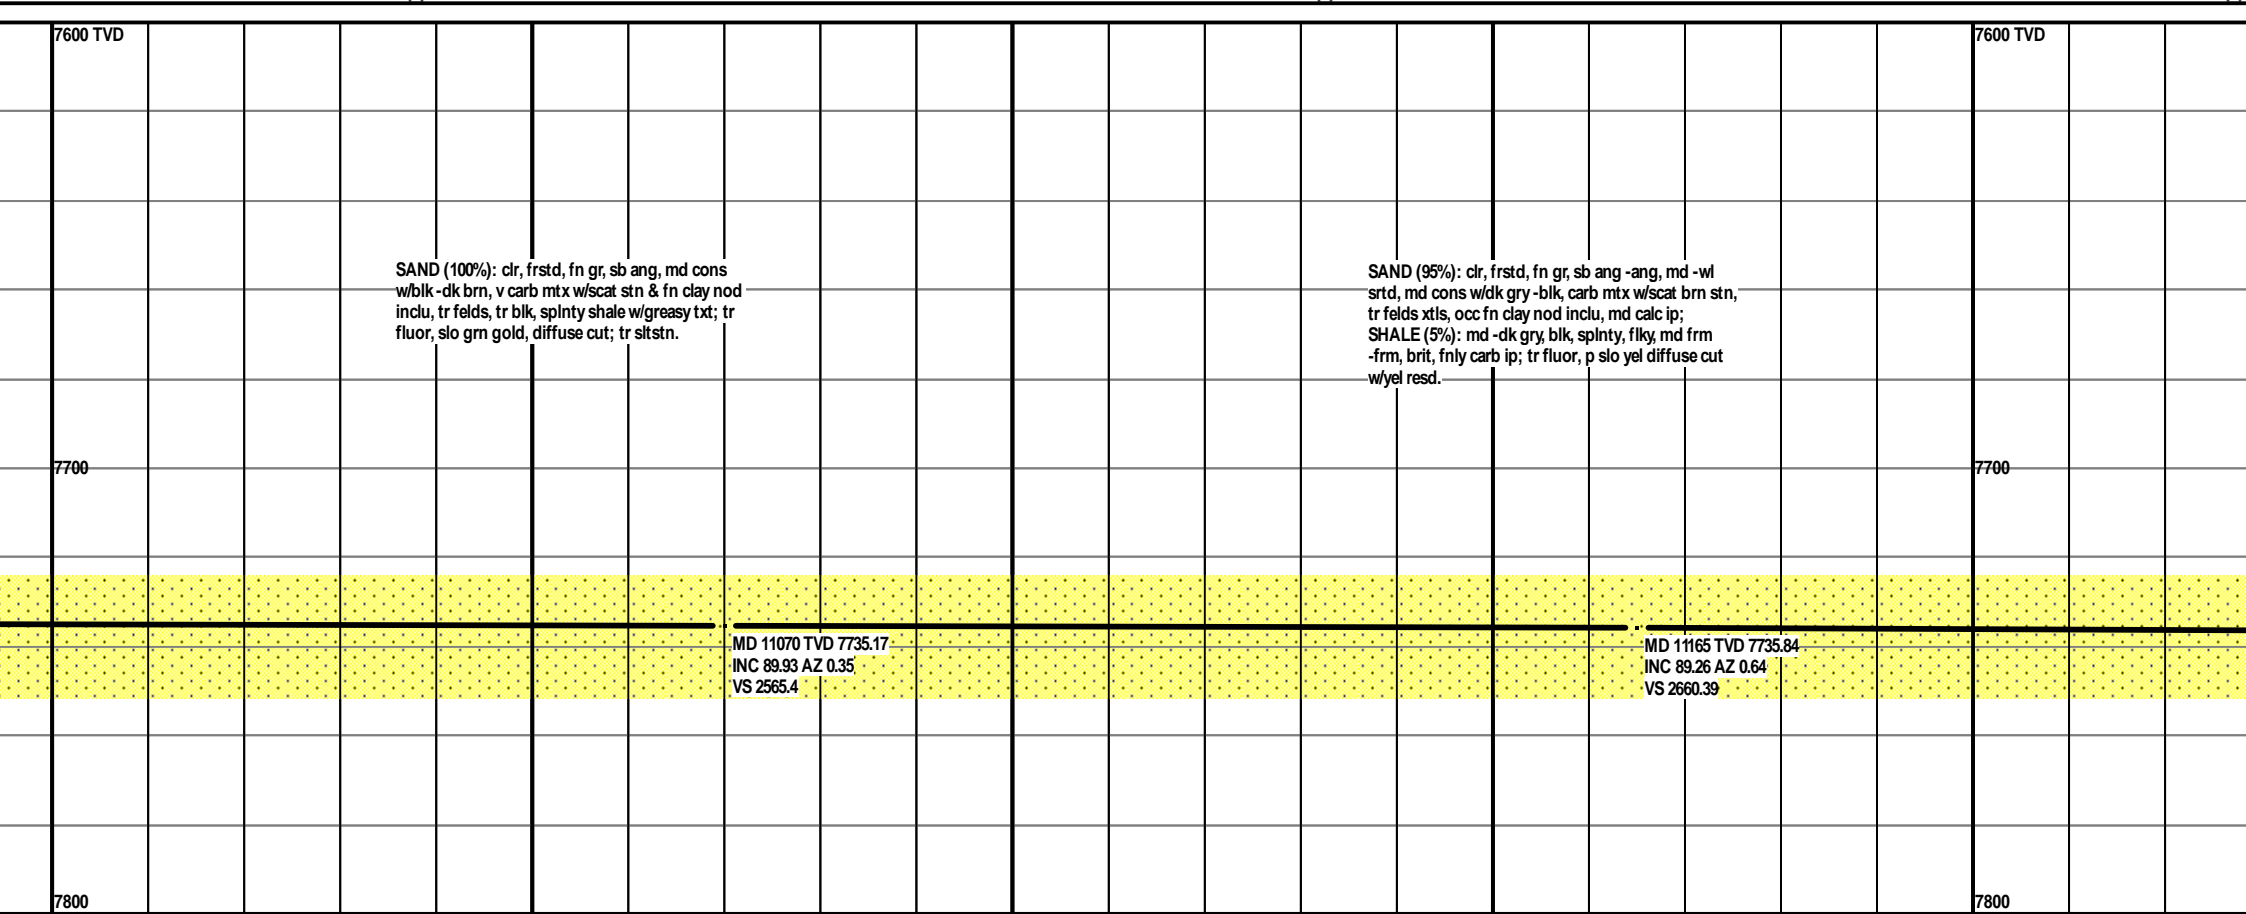 7600 TVD
7600 TVD
SAND (100%): clr, frstd, fn gr, sb ang, md cons
w/blk -dk brn, v carb mtx w/scat stn & fn clay nod
inclu, tr felds, tr blk, splnty shale w/greasy txt; tr
fluor, slo grn gold, diffuse cut; tr sltstn.
SAND (95%): clr, frstd, fn gr, sb ang -ang, md -wl
srtd, md cons w/dk gry -blk, carb mtx w/scat brn stn,
tr felds xtls, occ fn clay nod inclu, md calc ip;
SHALE (5%): md -dk gry, blk, splnty, flky, md frm
-frm, brit, fnly carb ip; tr fluor, p slo yel diffuse cut
w/yel resd.
7700
7700
MD 11070 TVD 7735.17
INC 89.93 AZ 0.35
VS 2565.4
MD 11165 TVD 7735.84
INC 89.26 AZ 0.64
VS 2660.39
7800
7800